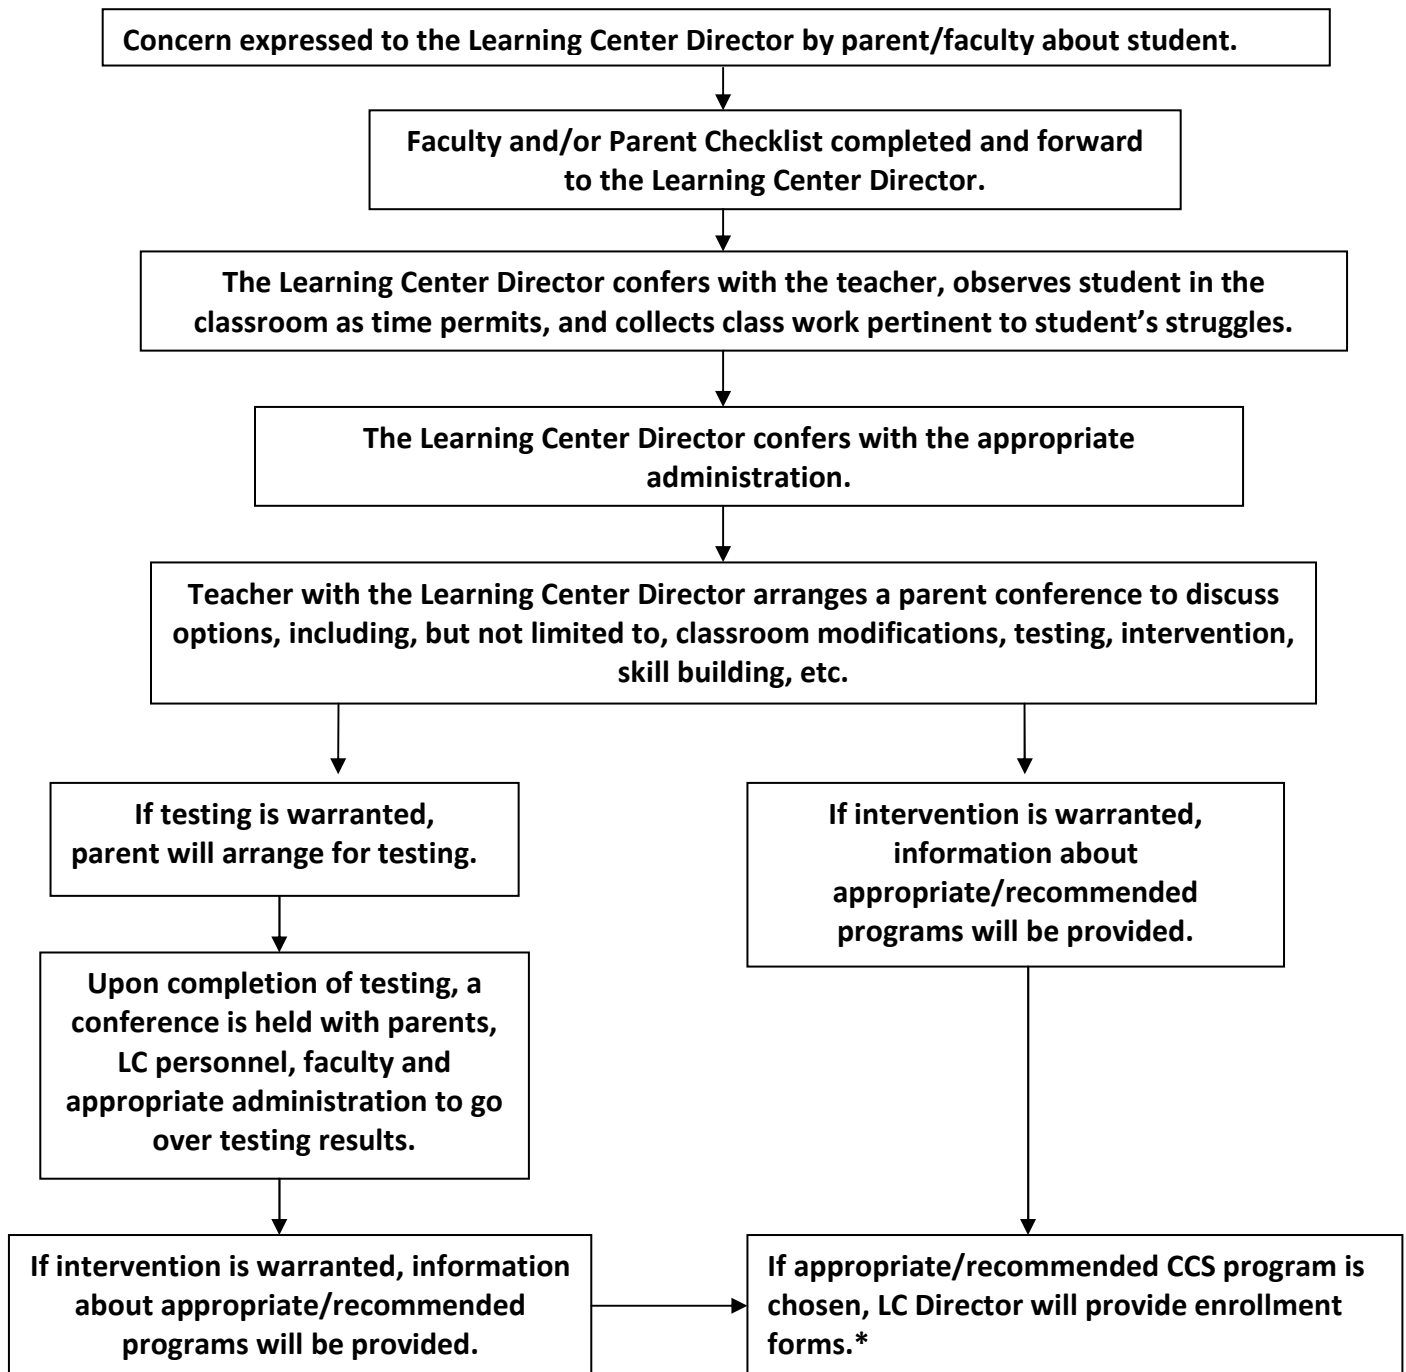 Concern expressed to the Learning Center Director by parent/faculty about student.
Faculty and/or Parent Checklist completed and forward
to the Learning Center Director.
The Learning Center Director confers with the teacher, observes student in the
classroom as time permits, and collects class work pertinent to student’s struggles.
The Learning Center Director confers with the appropriate
administration.
Teacher with the Learning Center Director arranges a parent conference to discuss
options, including, but not limited to, classroom modifications, testing, intervention,
skill building, etc.
If testing is warranted,
parent will arrange for testing.
Upon completion of testing, a
conference is held with parents,
LC personnel, faculty and
appropriate administration to go
over testing results.
If intervention is warranted, information
about appropriate/recommended
programs will be provided.
If intervention is warranted,
information about
appropriate/recommended
programs will be provided.
If appropriate/recommended CCS program is
chosen, LC Director will provide enrollment
forms.*